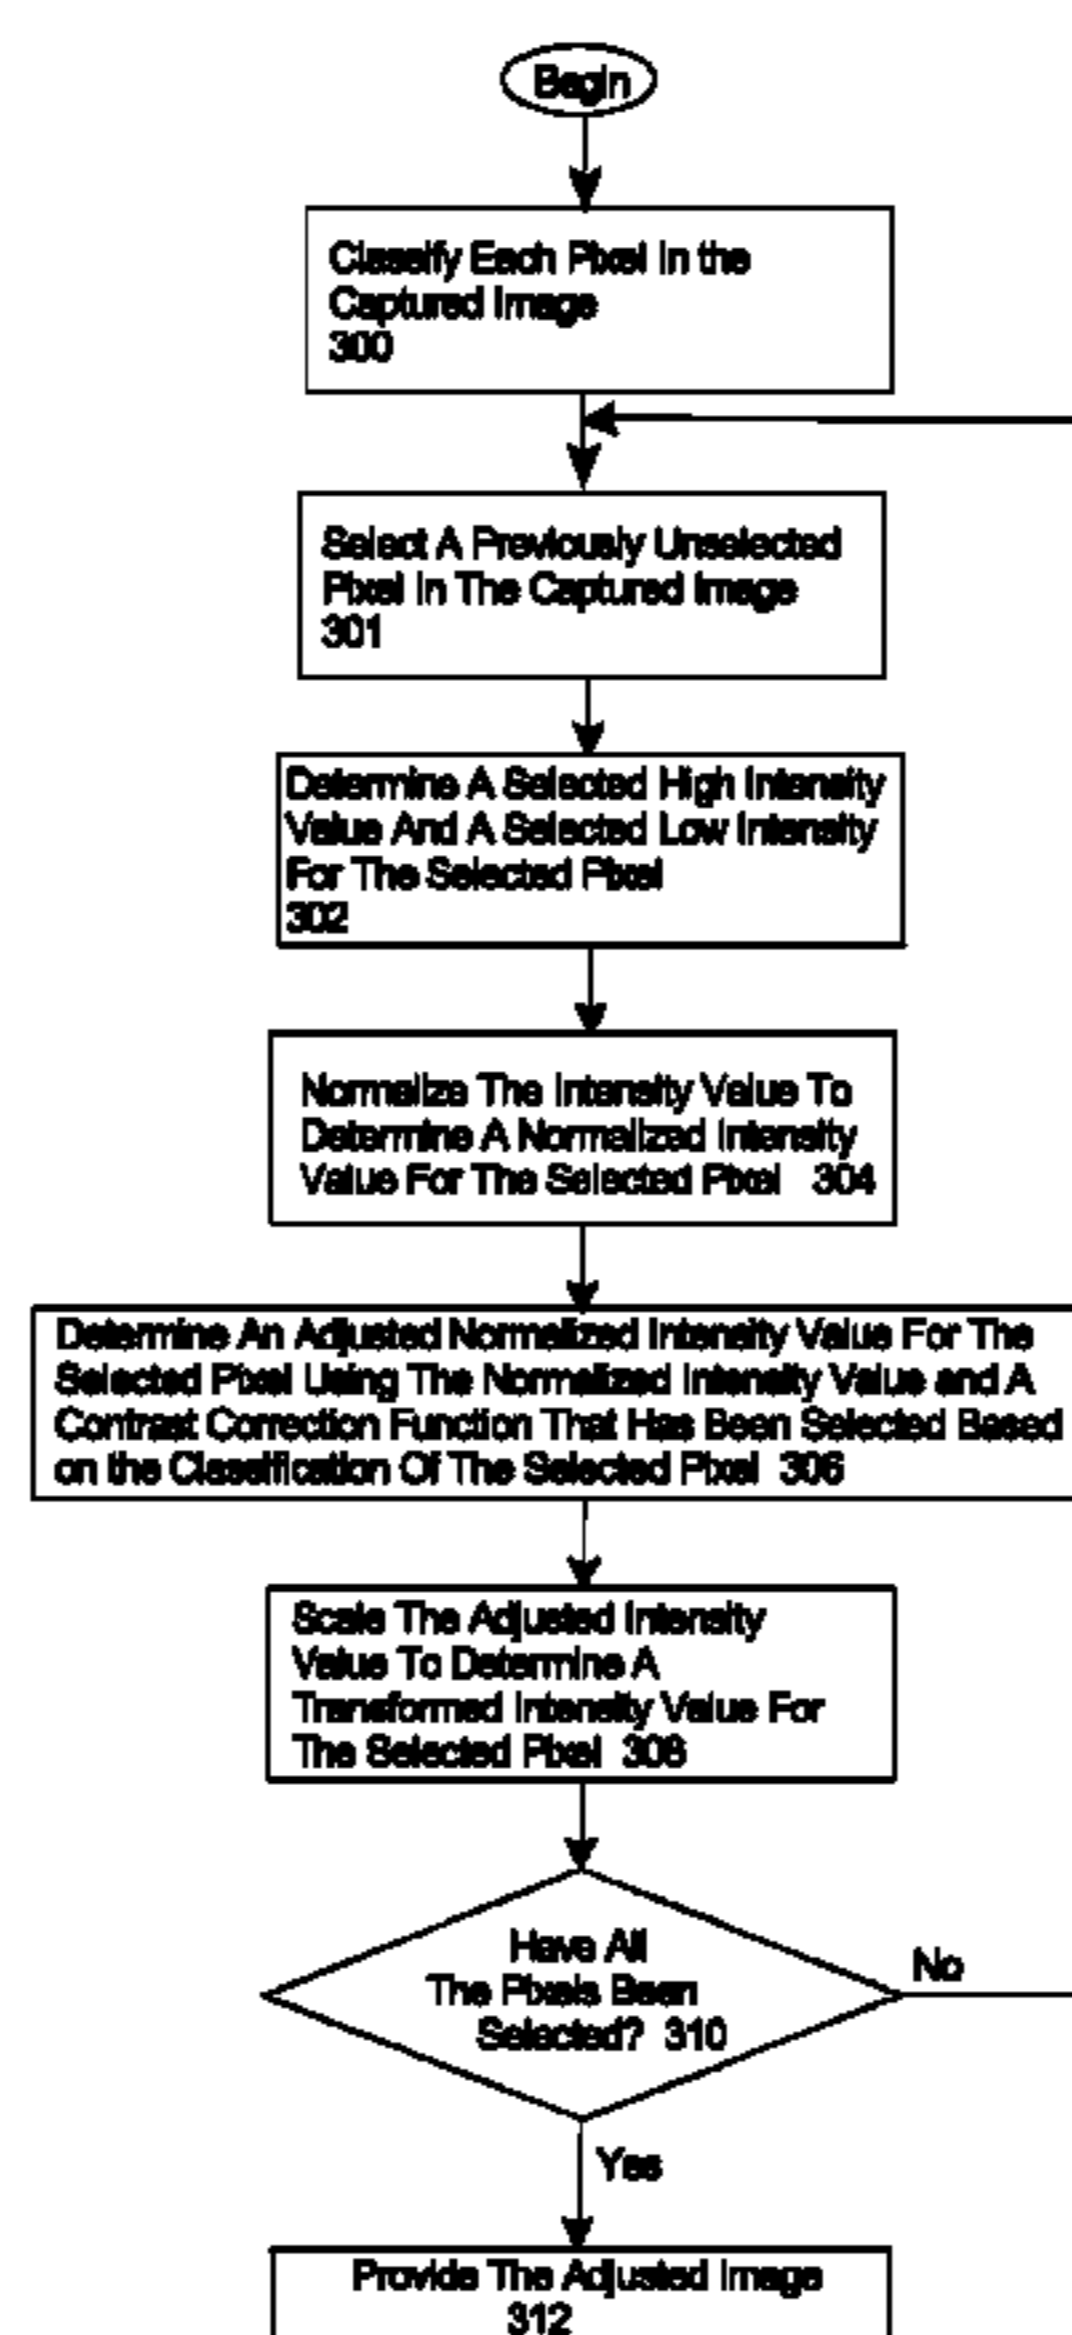 Begin
Classify Each Pixel In the
Captured Image
300
Select A Previously Unselected
Pixel In The Captured Image
301
Determine A Selected High Intensity
Value And A Selected Low Intensity
For The Selected Pixel
302
Normalize The Intensity Value To
Determine A Normalized Intensity
Value For The Selected Pixel 304
Determine An Adjusted Normalized Intensity Value For The
Selected Pixel Using The Normalized Intensity Value and A
Contrast Correction Function That Has Been Selected Based
on the Classification Of The Selected Pixel 306
Scale The Adjusted Intensity
Value To Determine A
Transformed Intensity Value For
The Selected Pixel 308
Have All
The Pixels Been
Selected? 310
No
Yes
Provide The Adjusted Image
312